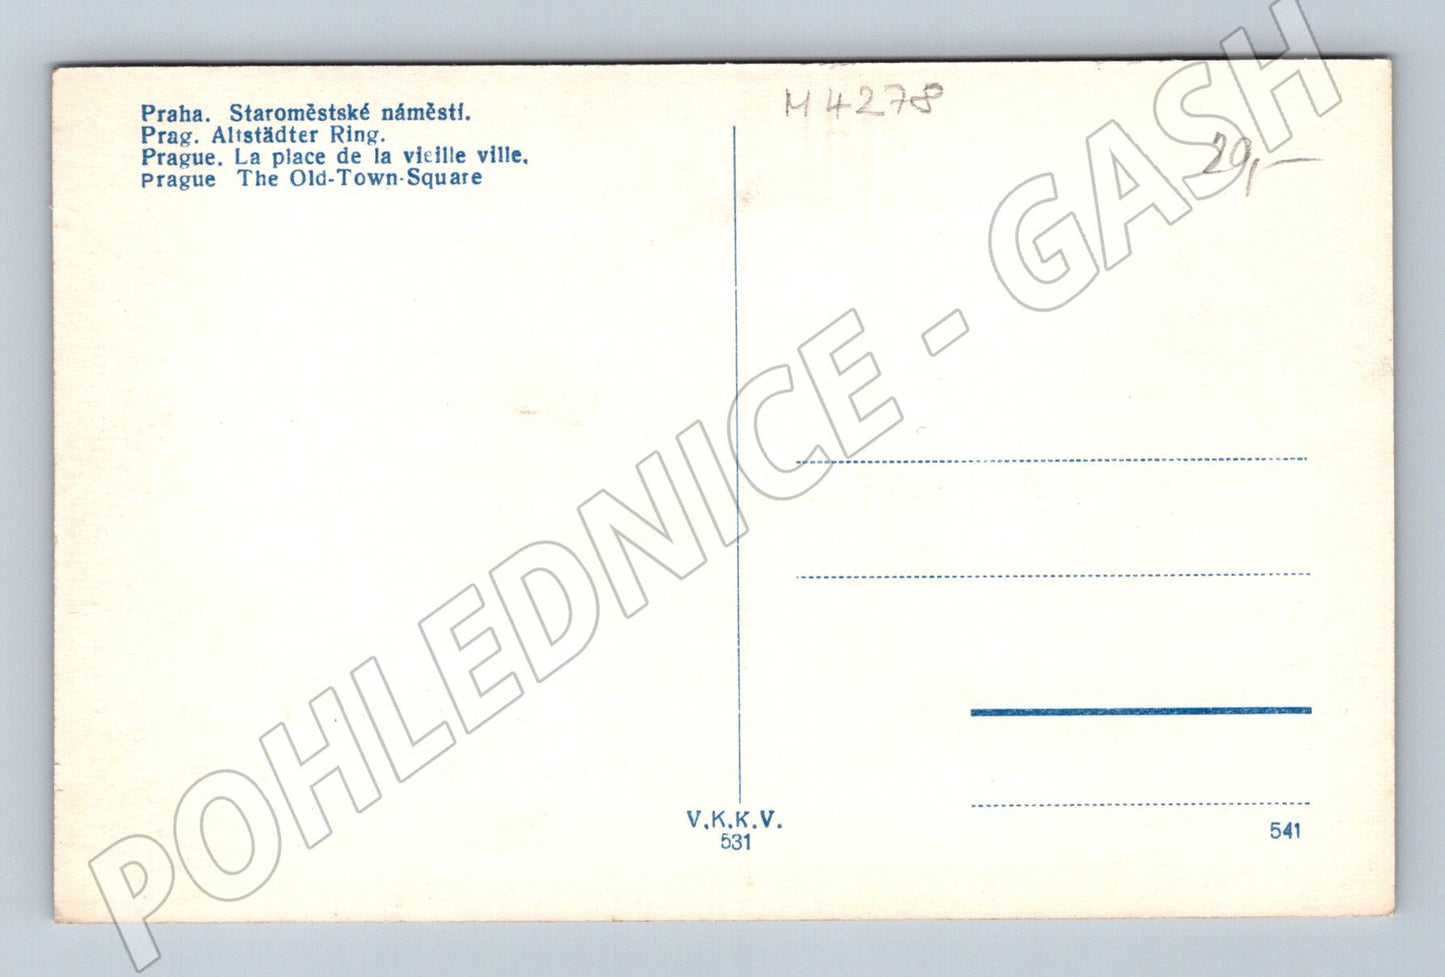 Praha. Staroměstské náměstí.
Prag. Altstädter Ring.
Prague. La place de la vieille ville.
Prague The Old-Town-Square
M 4278
20,—
V.K.K.V.
531
541
POHLEDNICE - GASH